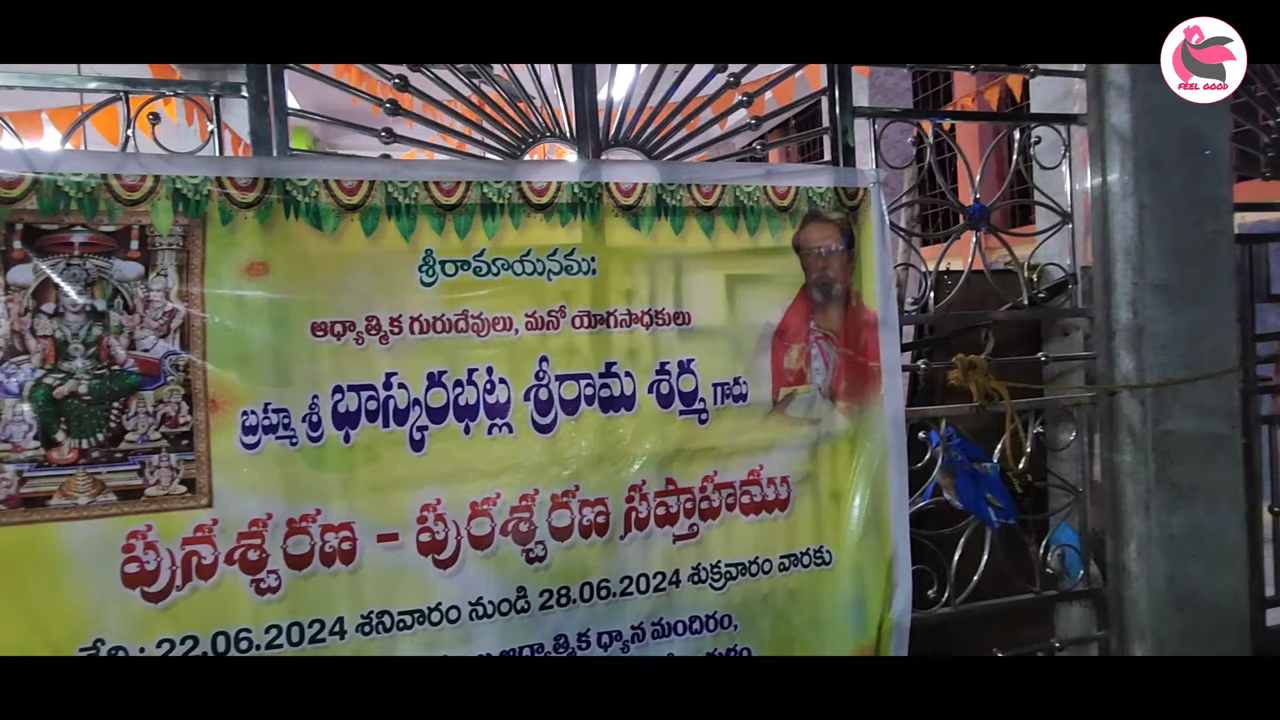 FEEL GOOD
శ్రీరామాయనమః
ఆధ్యాత్మిక గురుదేవులు, మనో యోగసాధకులు
బ్రహ్మ శ్రీ భాస్కరభట్ల శ్రీరామ శర్మ గారు
పునశ్చరణ - పురశ్చరణ సప్తాహము
తేది : 22.06.2024 శనివారం నుండి 28.06.2024 శుక్రవారం వారకు
ఆధ్యాత్మిక ధ్యాన మందిరం,